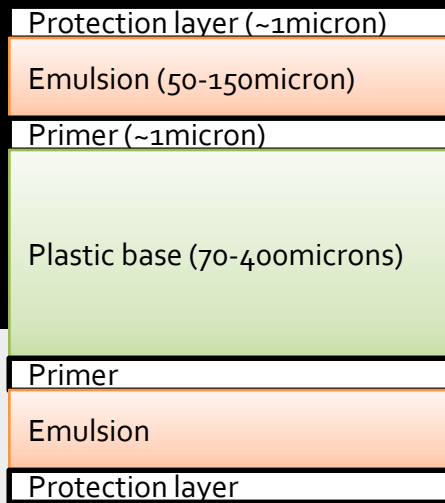 Protection layer (~1micron)
Emulsion (50-150micron)
Primer (~1micron)
Plastic base (70-400microns)
Primer
Emulsion
Protection layer